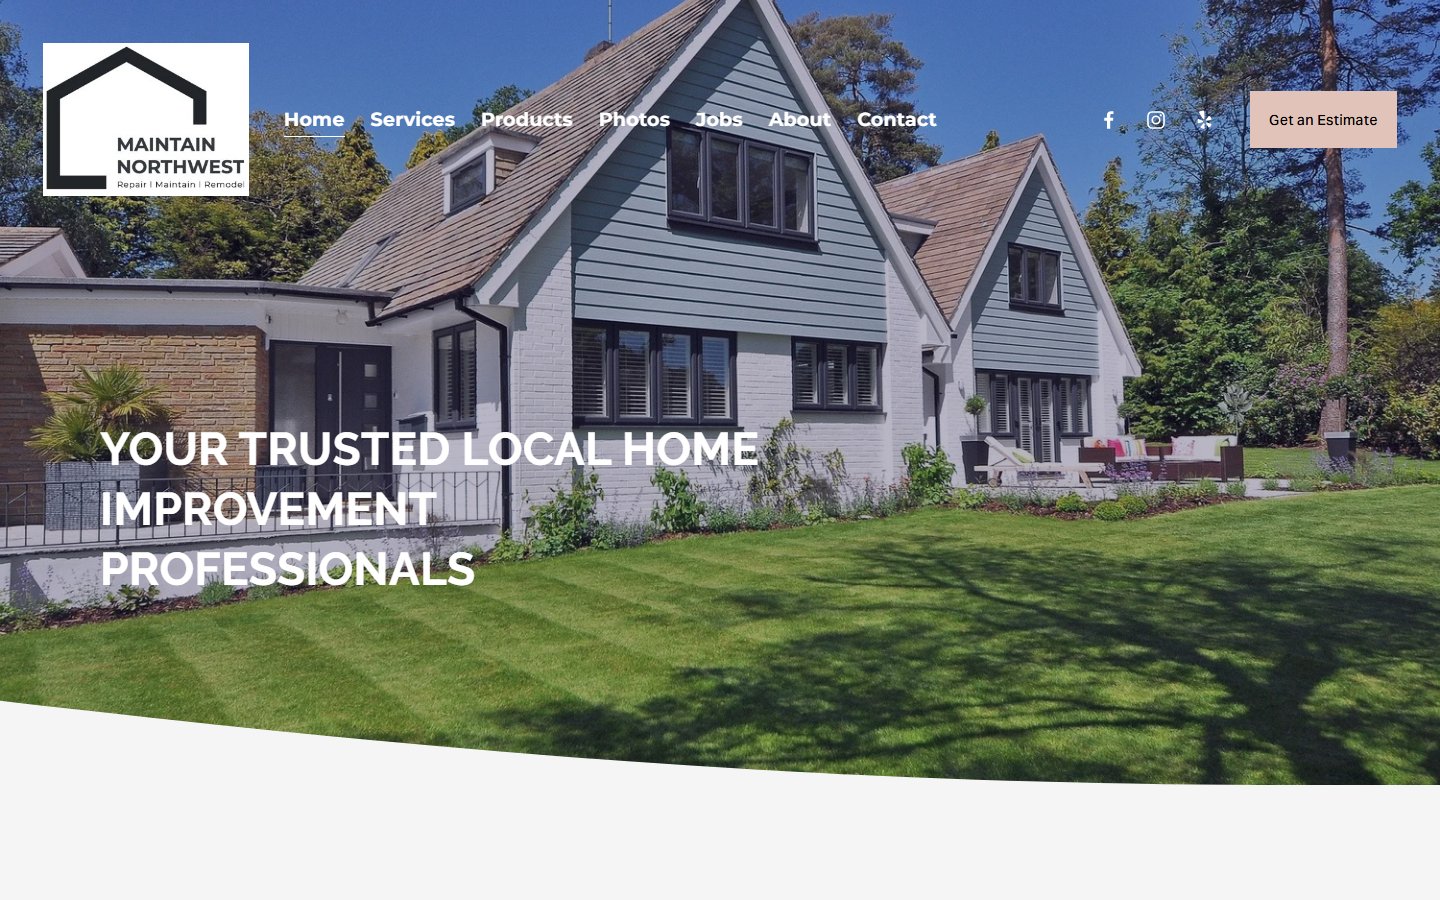 MAINTAIN
NORTHWEST
Repair | Maintain | Remodel
Home Services Products Photos Jobs About Contact
Get an Estimate
YOUR TRUSTED LOCAL HOME
IMPROVEMENT
PROFESSIONALS